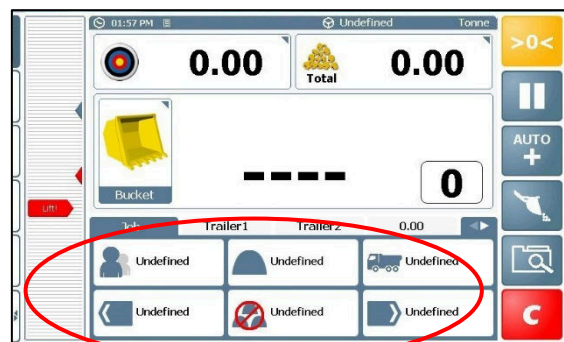 01:57 PM Undefined Tonne
0.00 Total 0.00
>0<
AUTO
+
Bucket ---- 0
Lift!
Job Trailer1 Trailer2 0.00
Undefined Undefined Undefined
Undefined Undefined Undefined
C